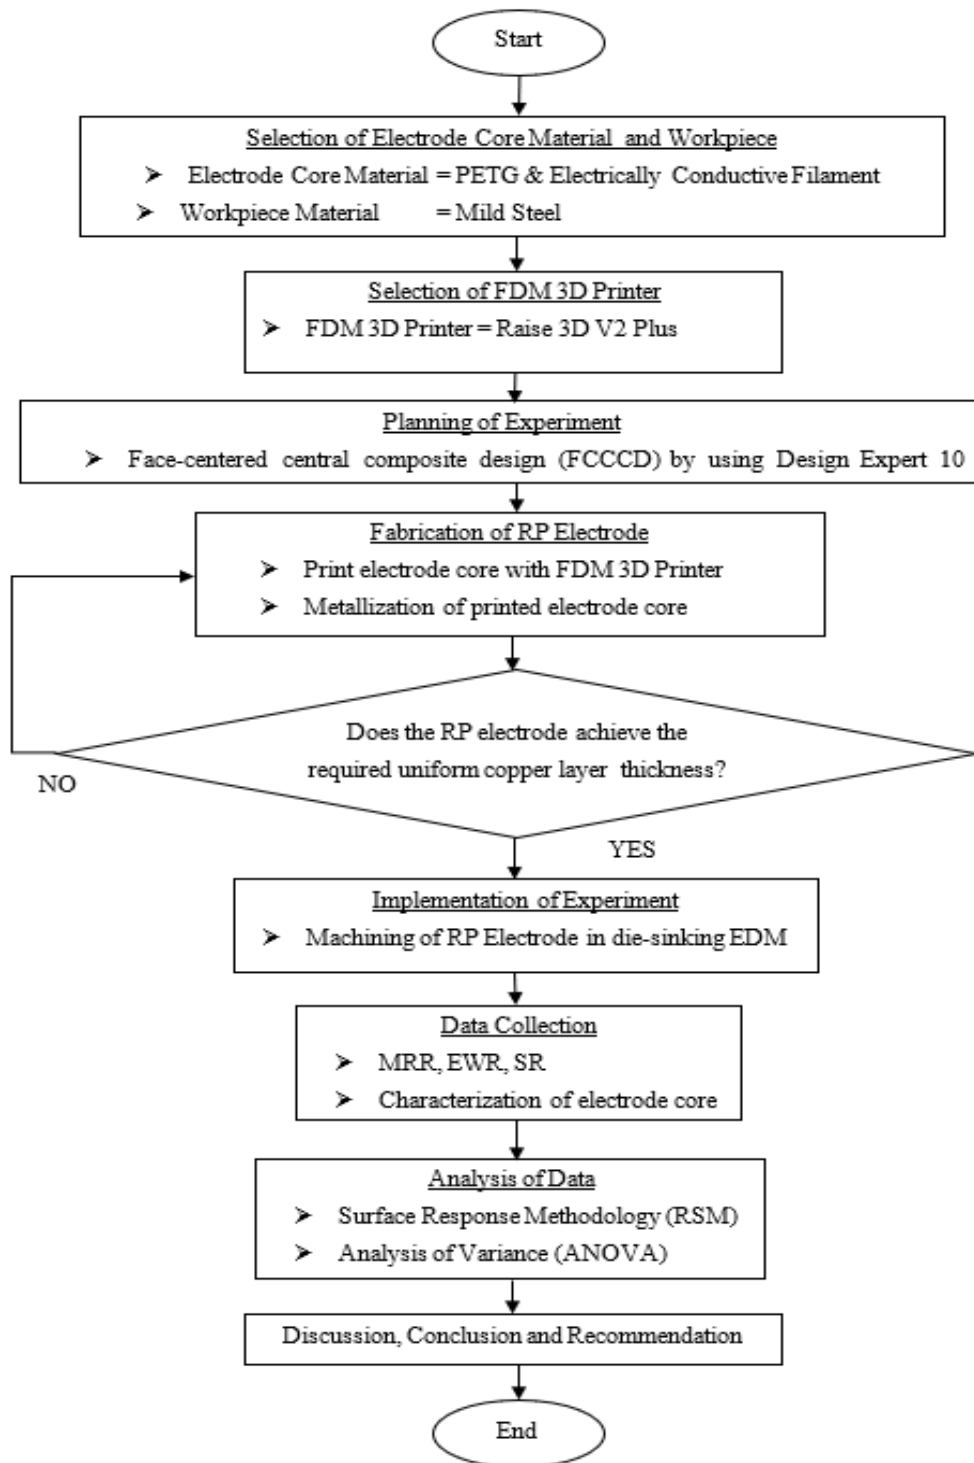 Start
Selection of Electrode Core Material and Workpiece
➤ Electrode Core Material = PETG & Electrically Conductive Filament
➤ Workpiece Material = Mild Steel
Selection of FDM 3D Printer
➤ FDM 3D Printer = Raise 3D V2 Plus
Planning of Experiment
➤ Face-centered central composite design (FCCCD) by using Design Expert 10
Fabrication of RP Electrode
➤ Print electrode core with FDM 3D Printer
➤ Metallization of printed electrode core
Does the RP electrode achieve the
required uniform copper layer thickness?
NO
YES
Implementation of Experiment
➤ Machining of RP Electrode in die-sinking EDM
Data Collection
➤ MRR, EWR, SR
➤ Characterization of electrode core
Analysis of Data
➤ Surface Response Methodology (RSM)
➤ Analysis of Variance (ANOVA)
Discussion, Conclusion and Recommendation
End